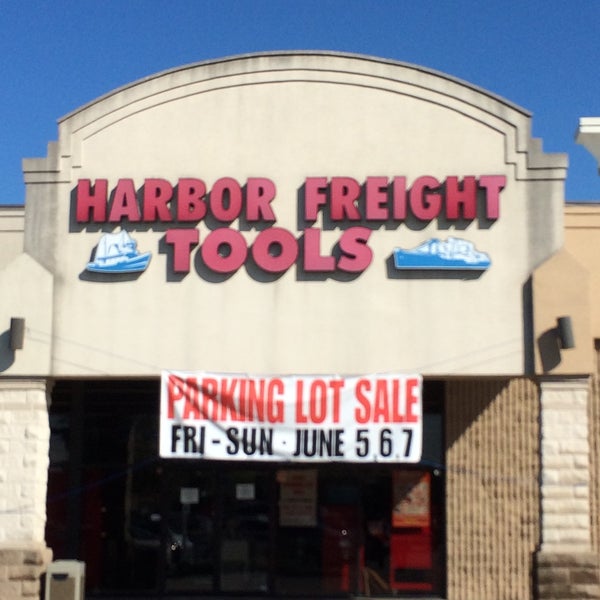 HARBOR FREIGHT
TOOLS
PARKING LOT SALE
FRI - SUN · JUNE 5 6 7